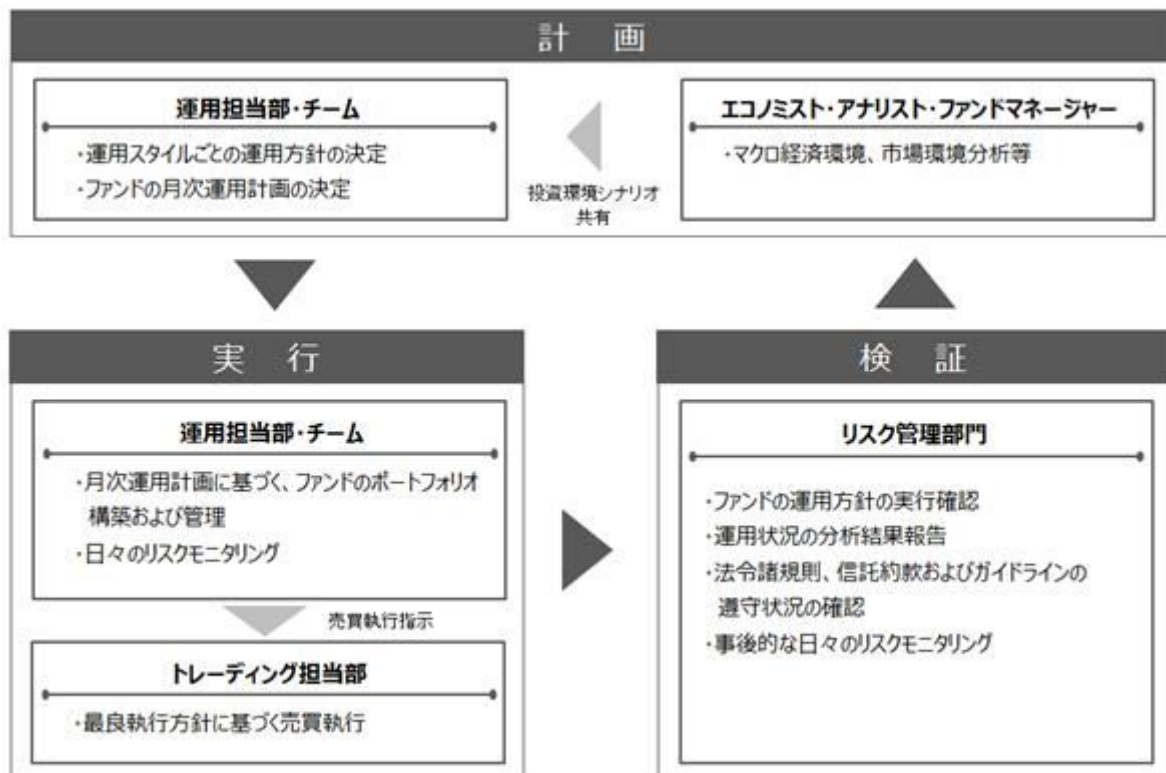 計 画
運用担当部・チーム
・運用スタイルごとの運用方針の決定
・ファンドの月次運用計画の決定
投資環境シナリオ
共有
エコノミスト・アナリスト・ファンドマネージャー
・マクロ経済環境、市場環境分析等
実 行
運用担当部・チーム
・月次運用計画に基づく、ファンドのポートフォリオ
構築および管理
・日々のリスクモニタリング
売買執行指示
トレーディング担当部
・最良執行方針に基づく売買執行
検 証
リスク管理部門
・ファンドの運用方針の実行確認
・運用状況の分析結果報告
・法令諸規則、信託約款およびガイドラインの
遵守状況の確認
・事後的な日々のリスクモニタリング